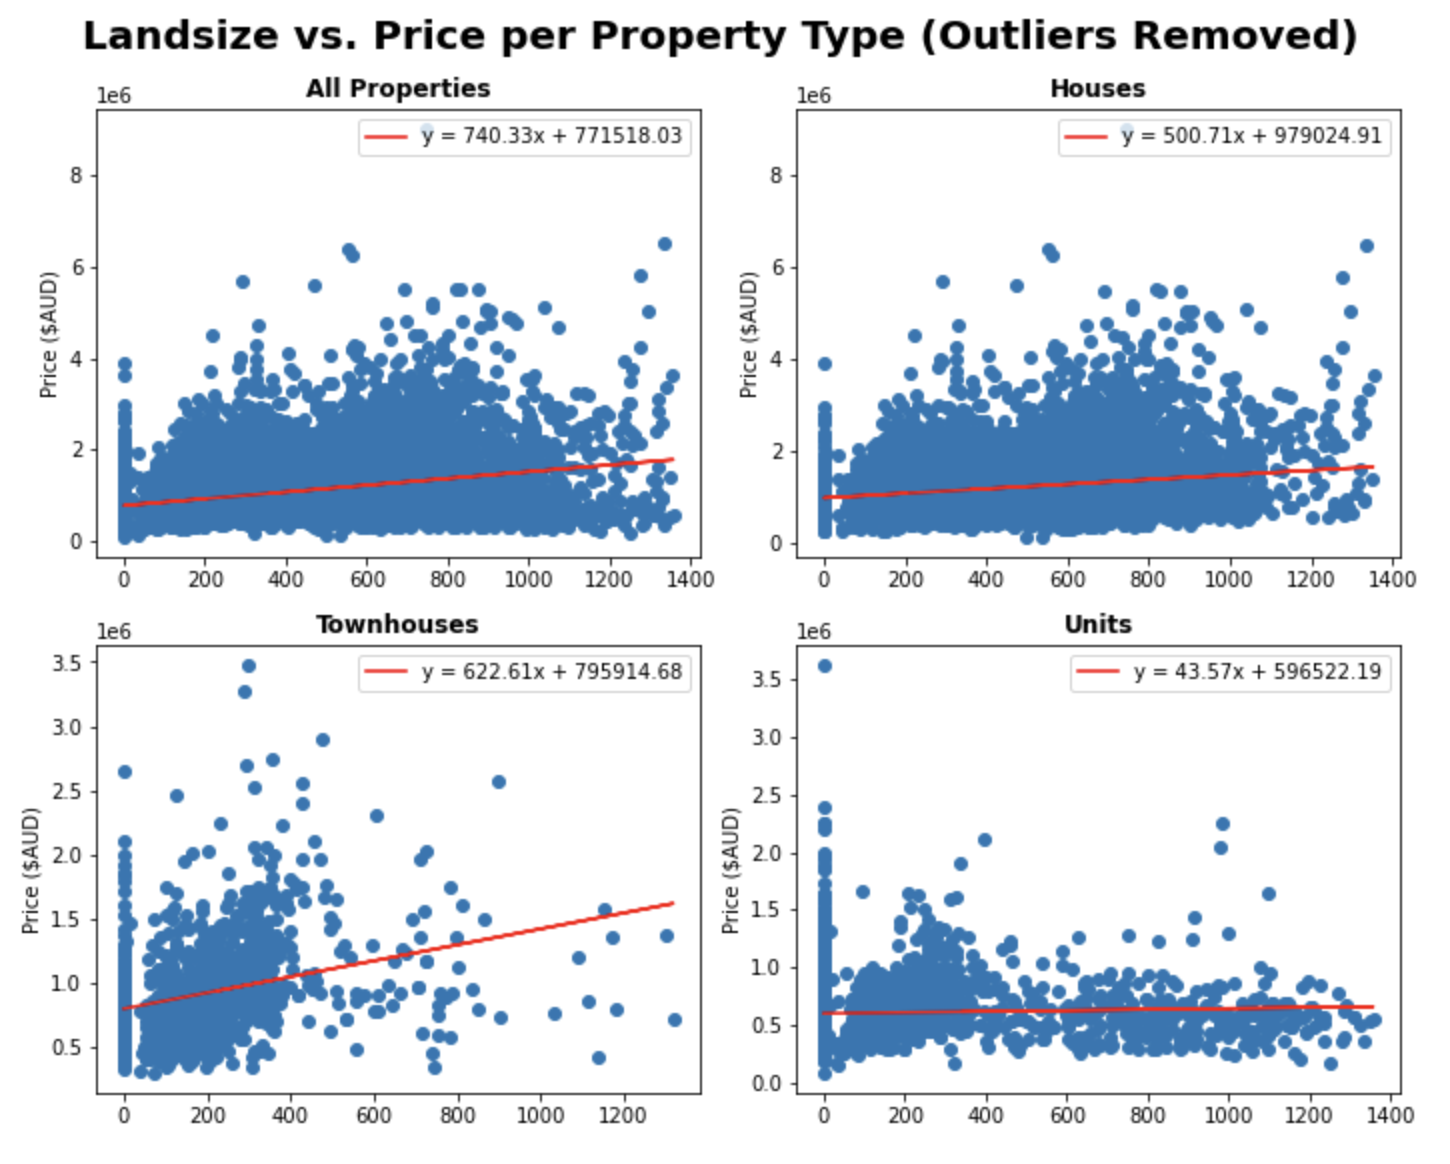 Landsize vs. Price per Property Type (Outliers Removed)
All Properties
1e6
y = 740.33x + 771518.03
Price ($AUD)
8
6
4
2
0
0 200 400 600 800 1000 1200 1400
Houses
1e6
y = 500.71x + 979024.91
Price ($AUD)
8
6
4
2
0
0 200 400 600 800 1000 1200 1400
Townhouses
1e6
y = 622.61x + 795914.68
Price ($AUD)
3.5
3.0
2.5
2.0
1.5
1.0
0.5
0 200 400 600 800 1000 1200
Units
1e6
y = 43.57x + 596522.19
Price ($AUD)
3.5
3.0
2.5
2.0
1.5
1.0
0.5
0.0
0 200 400 600 800 1000 1200 1400